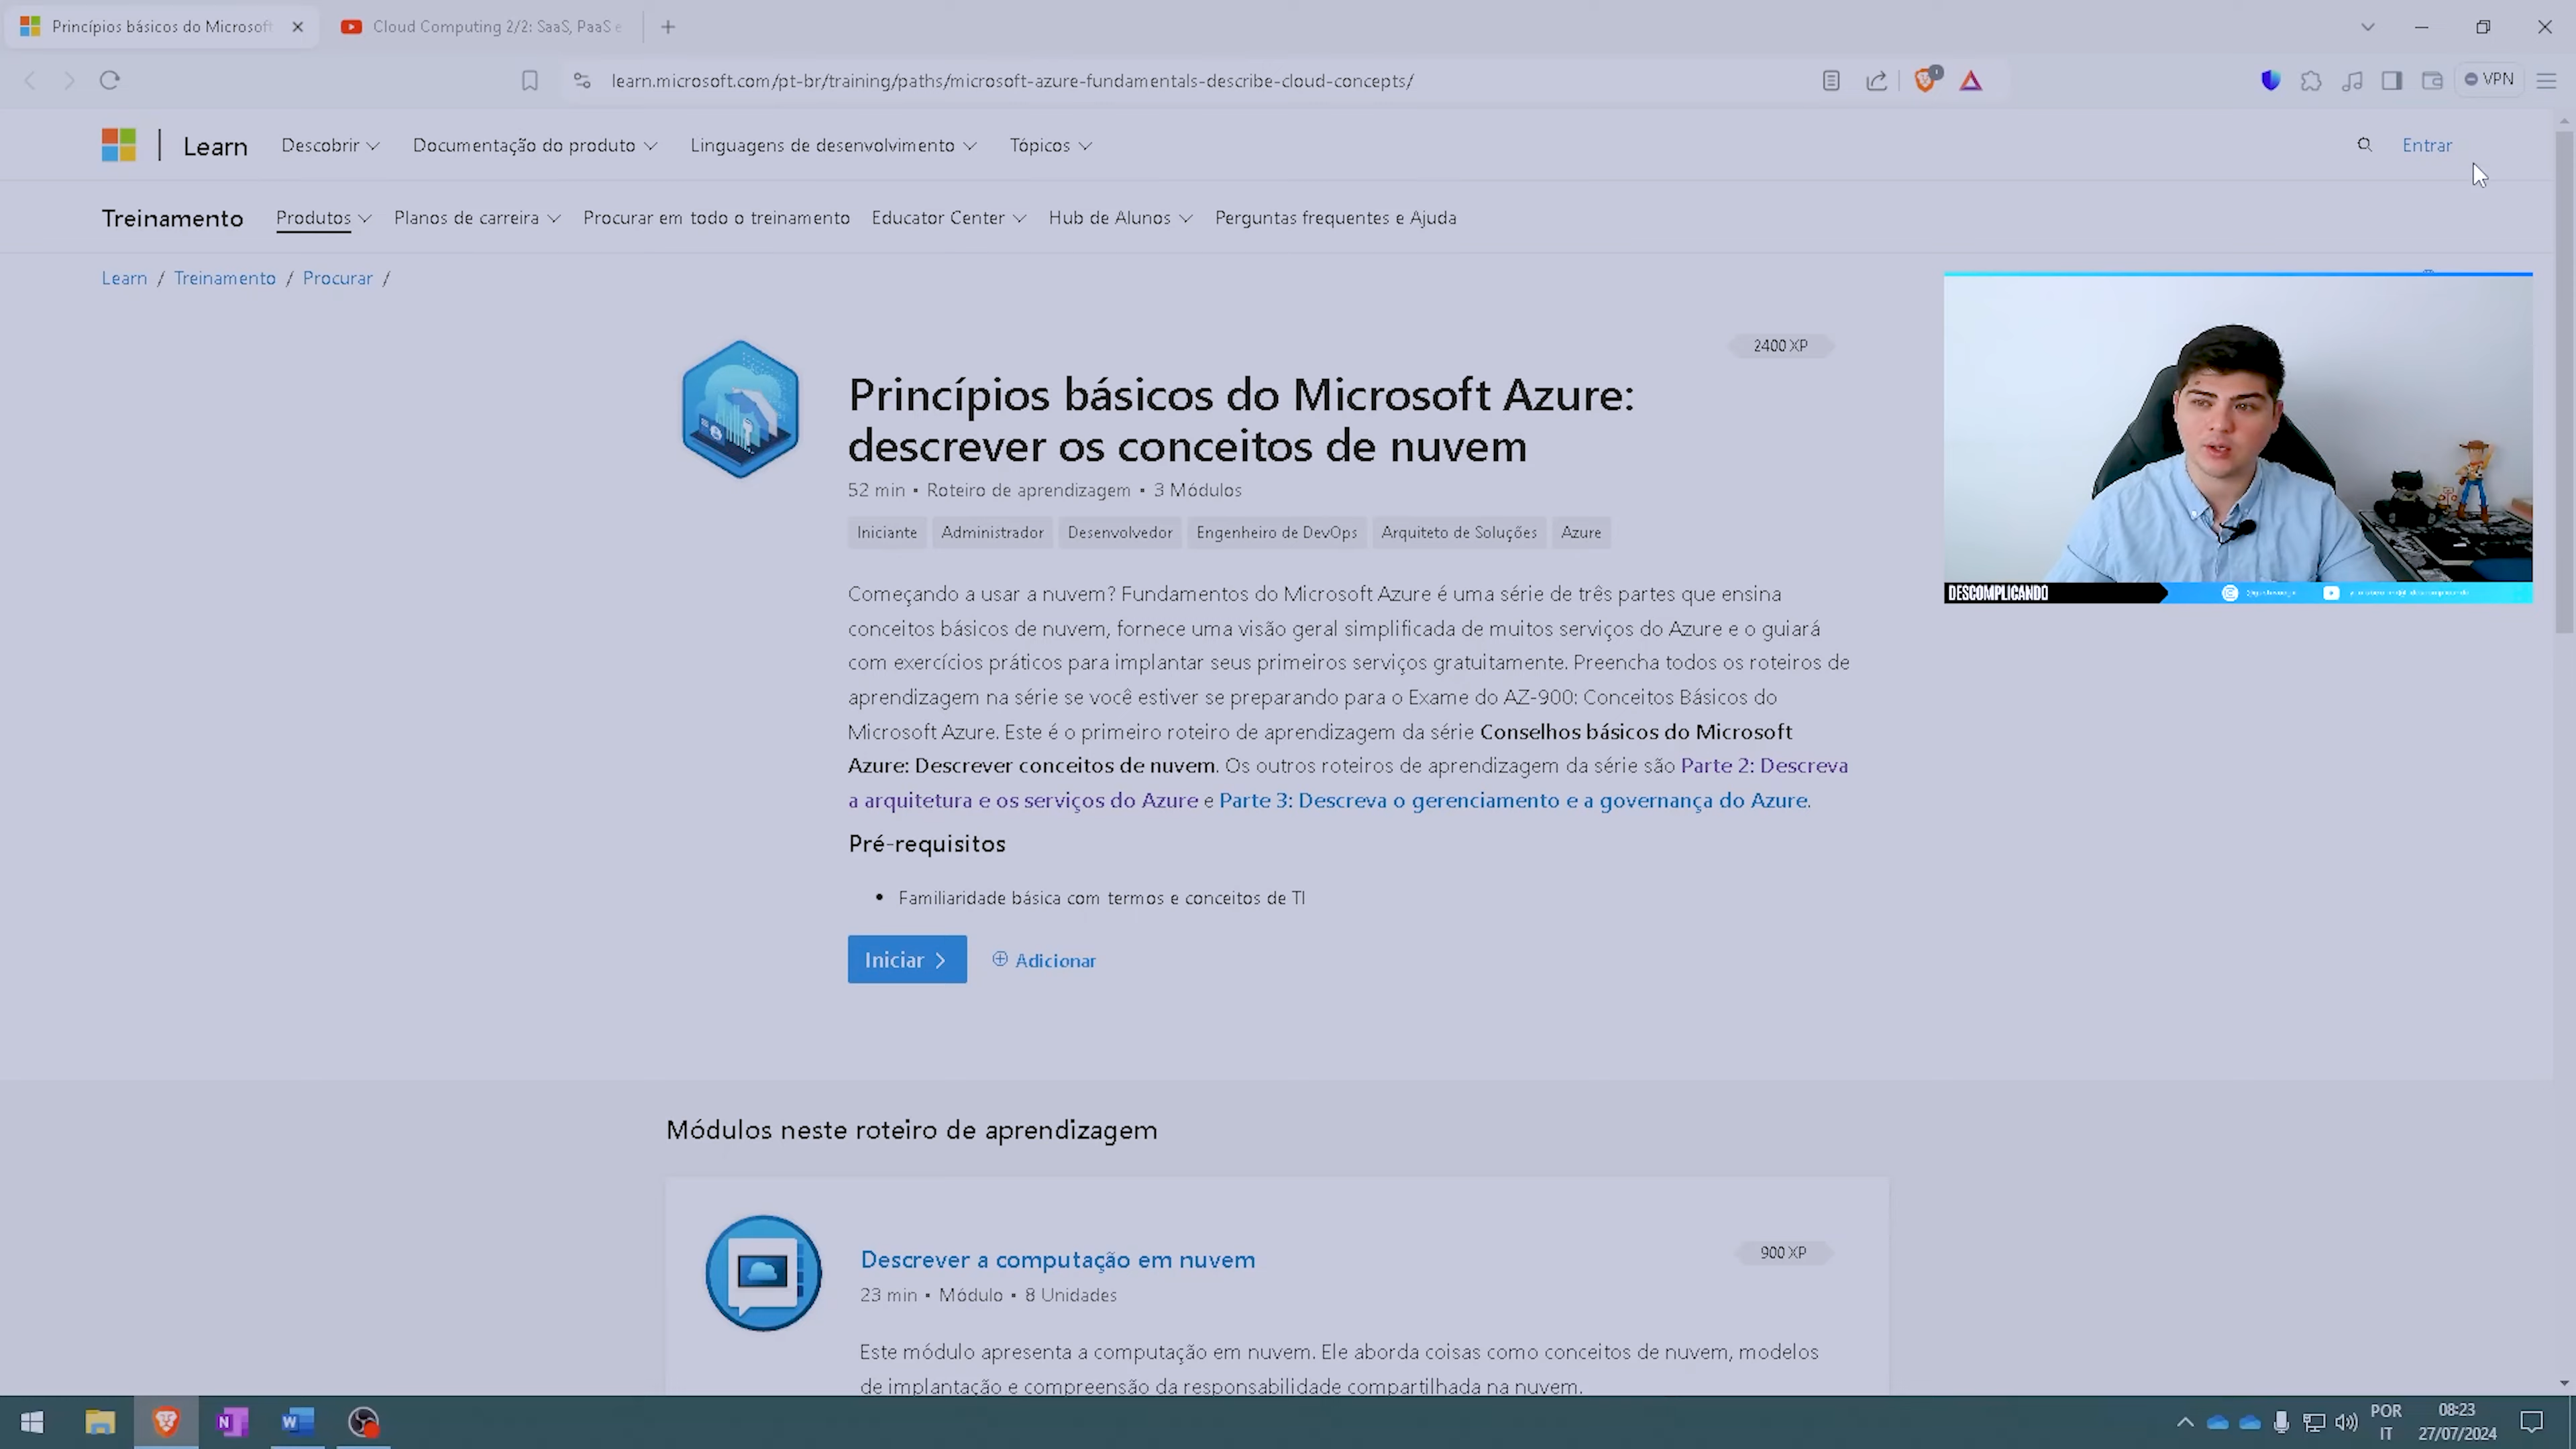 Princípios básicos do Microsoft
Cloud Computing 2/2: SaaS, PaaS e
learn.microsoft.com/pt-br/training/paths/microsoft-azure-fundamentals-describe-cloud-concepts/
VPN
Learn
Descobrir
Documentação do produto
Linguagens de desenvolvimento
Tópicos
Entrar
Treinamento
Produtos
Planos de carreira
Procurar em todo o treinamento
Educator Center
Hub de Alunos
Perguntas frequentes e Ajuda
Learn / Treinamento / Procurar /
2400 XP
Princípios básicos do Microsoft Azure:
descrever os conceitos de nuvem
52 min • Roteiro de aprendizagem • 3 Módulos
Iniciante
Administrador
Desenvolvedor
Engenheiro de DevOps
Arquiteto de Soluções
Azure
Começando a usar a nuvem? Fundamentos do Microsoft Azure é uma série de três partes que ensina
conceitos básicos de nuvem, fornece uma visão geral simplificada de muitos serviços do Azure e o guiará
com exercícios práticos para implantar seus primeiros serviços gratuitamente. Preencha todos os roteiros de
aprendizagem na série se você estiver se preparando para o Exame do AZ-900: Conceitos Básicos do
Microsoft Azure. Este é o primeiro roteiro de aprendizagem da série Conselhos básicos do Microsoft
Azure: Descrever conceitos de nuvem. Os outros roteiros de aprendizagem da série são Parte 2: Descreva
a arquitetura e os serviços do Azure e Parte 3: Descreva o gerenciamento e a governança do Azure.
DESCOMPLICANDO
Pré-requisitos
• Familiaridade básica com termos e conceitos de TI
Iniciar
Adicionar
Módulos neste roteiro de aprendizagem
900 XP
Descrever a computação em nuvem
23 min • Módulo • 8 Unidades
Este módulo apresenta a computação em nuvem. Ele aborda coisas como conceitos de nuvem, modelos
de implantação e compreensão da responsabilidade compartilhada na nuvem.
POR
IT
08:23
27/07/2024